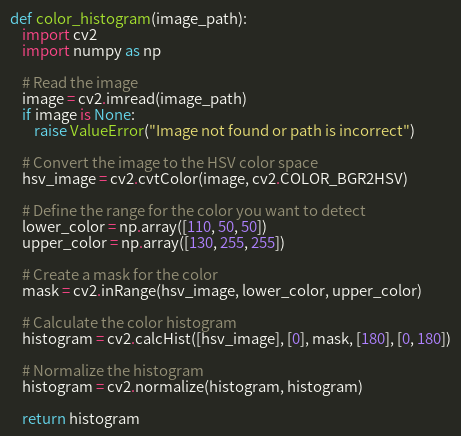 def color_histogram(image_path):
    import cv2
    import numpy as np

    # Read the image
    image = cv2.imread(image_path)
    if image is None:
        raise ValueError("Image not found or path is incorrect")

    # Convert the image to the HSV color space
    hsv_image = cv2.cvtColor(image, cv2.COLOR_BGR2HSV)

    # Define the range for the color you want to detect
    lower_color = np.array([110, 50, 50])
    upper_color = np.array([130, 255, 255])

    # Create a mask for the color
    mask = cv2.inRange(hsv_image, lower_color, upper_color)

    # Calculate the color histogram
    histogram = cv2.calcHist([hsv_image], [0], mask, [180], [0, 180])

    # Normalize the histogram
    histogram = cv2.normalize(histogram, histogram)

    return histogram